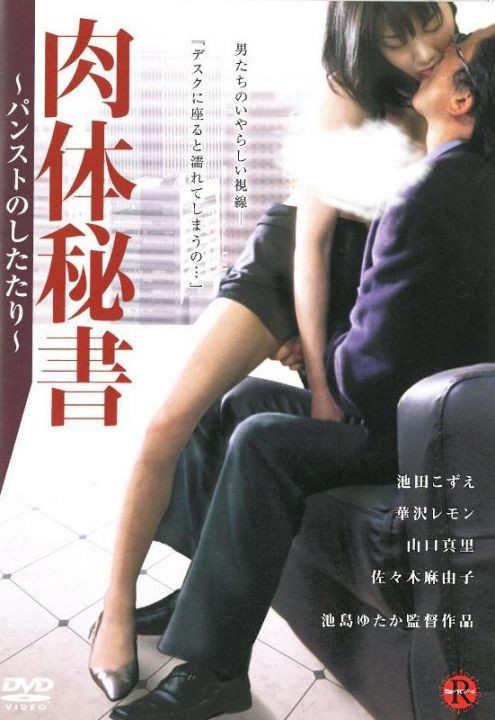 肉体秘書
～パンストのしたたり～
男たちのいやらしい視線―
『デスクに座ると濡れてしまうの…』
池田こずえ
華沢レモン
山口真里
佐々木麻由子
池島ゆたか監督作品
DVD
VIDEO
R